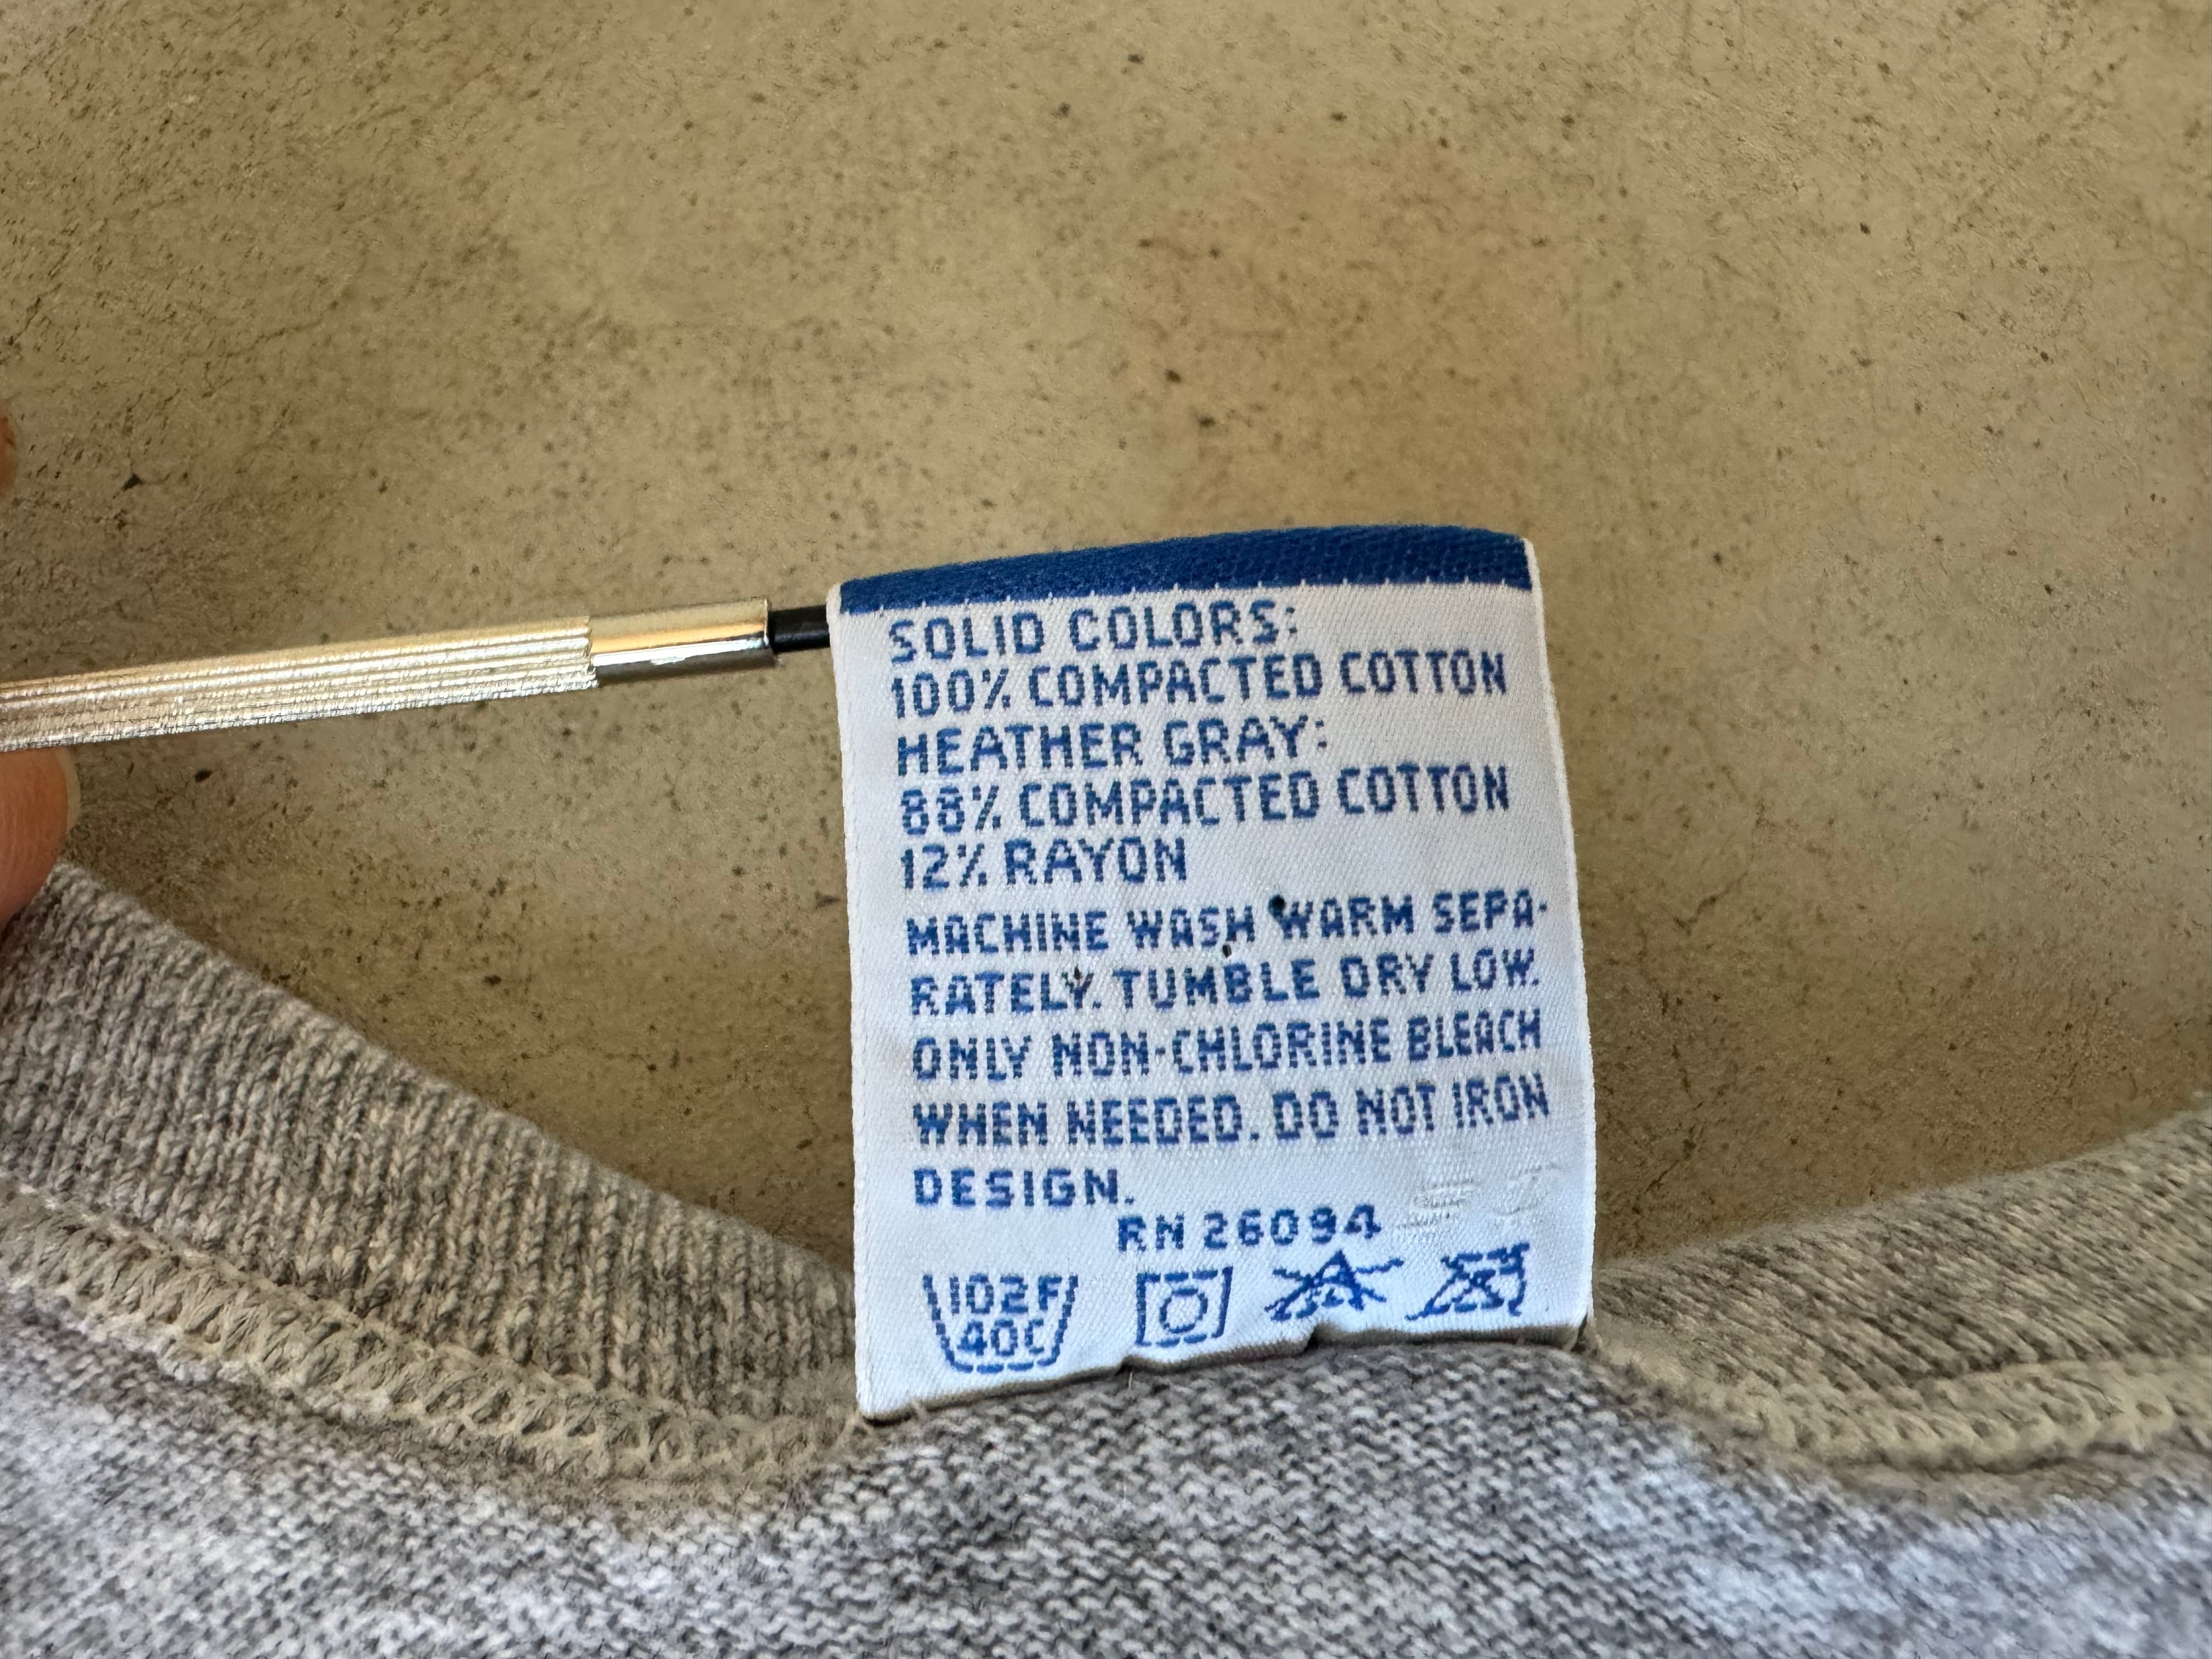 SOLID COLORS:
100% COMPACTED COTTON
HEATHER GRAY:
88% COMPACTED COTTON
12% RAYON
MACHINE WASH WARM SEPA-
RATELY. TUMBLE DRY LOW.
ONLY NON-CHLORINE BLEACH
WHEN NEEDED. DO NOT IRON
DESIGN.
RN 26094
102F
40C